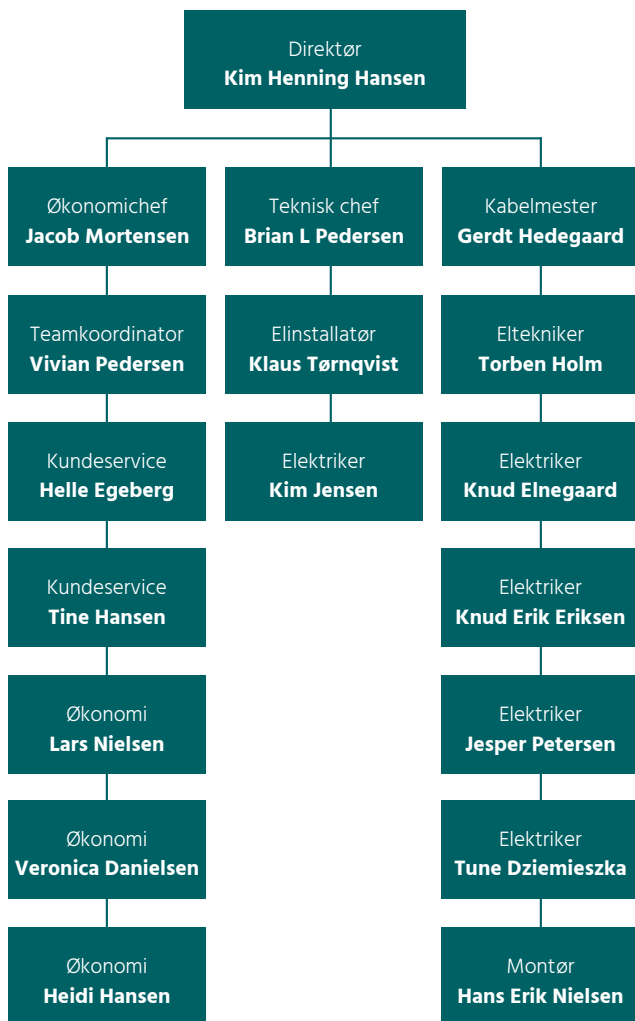 Direktør
Kim Henning Hansen
Økonomichef
Jacob Mortensen
Teknisk chef
Brian L Pedersen
Kabelmester
Gerdt Hedegaard
Teamkoordinator
Vivian Pedersen
Elinstallatør
Klaus Tørnqvist
Eltekniker
Torben Holm
Kundeservice
Helle Egeberg
Elektriker
Kim Jensen
Elektriker
Knud Elnegaard
Kundeservice
Tine Hansen
Elektriker
Knud Erik Eriksen
Økonomi
Lars Nielsen
Elektriker
Jesper Petersen
Økonomi
Veronica Danielsen
Elektriker
Tune Dziemieszka
Økonomi
Heidi Hansen
Montør
Hans Erik Nielsen